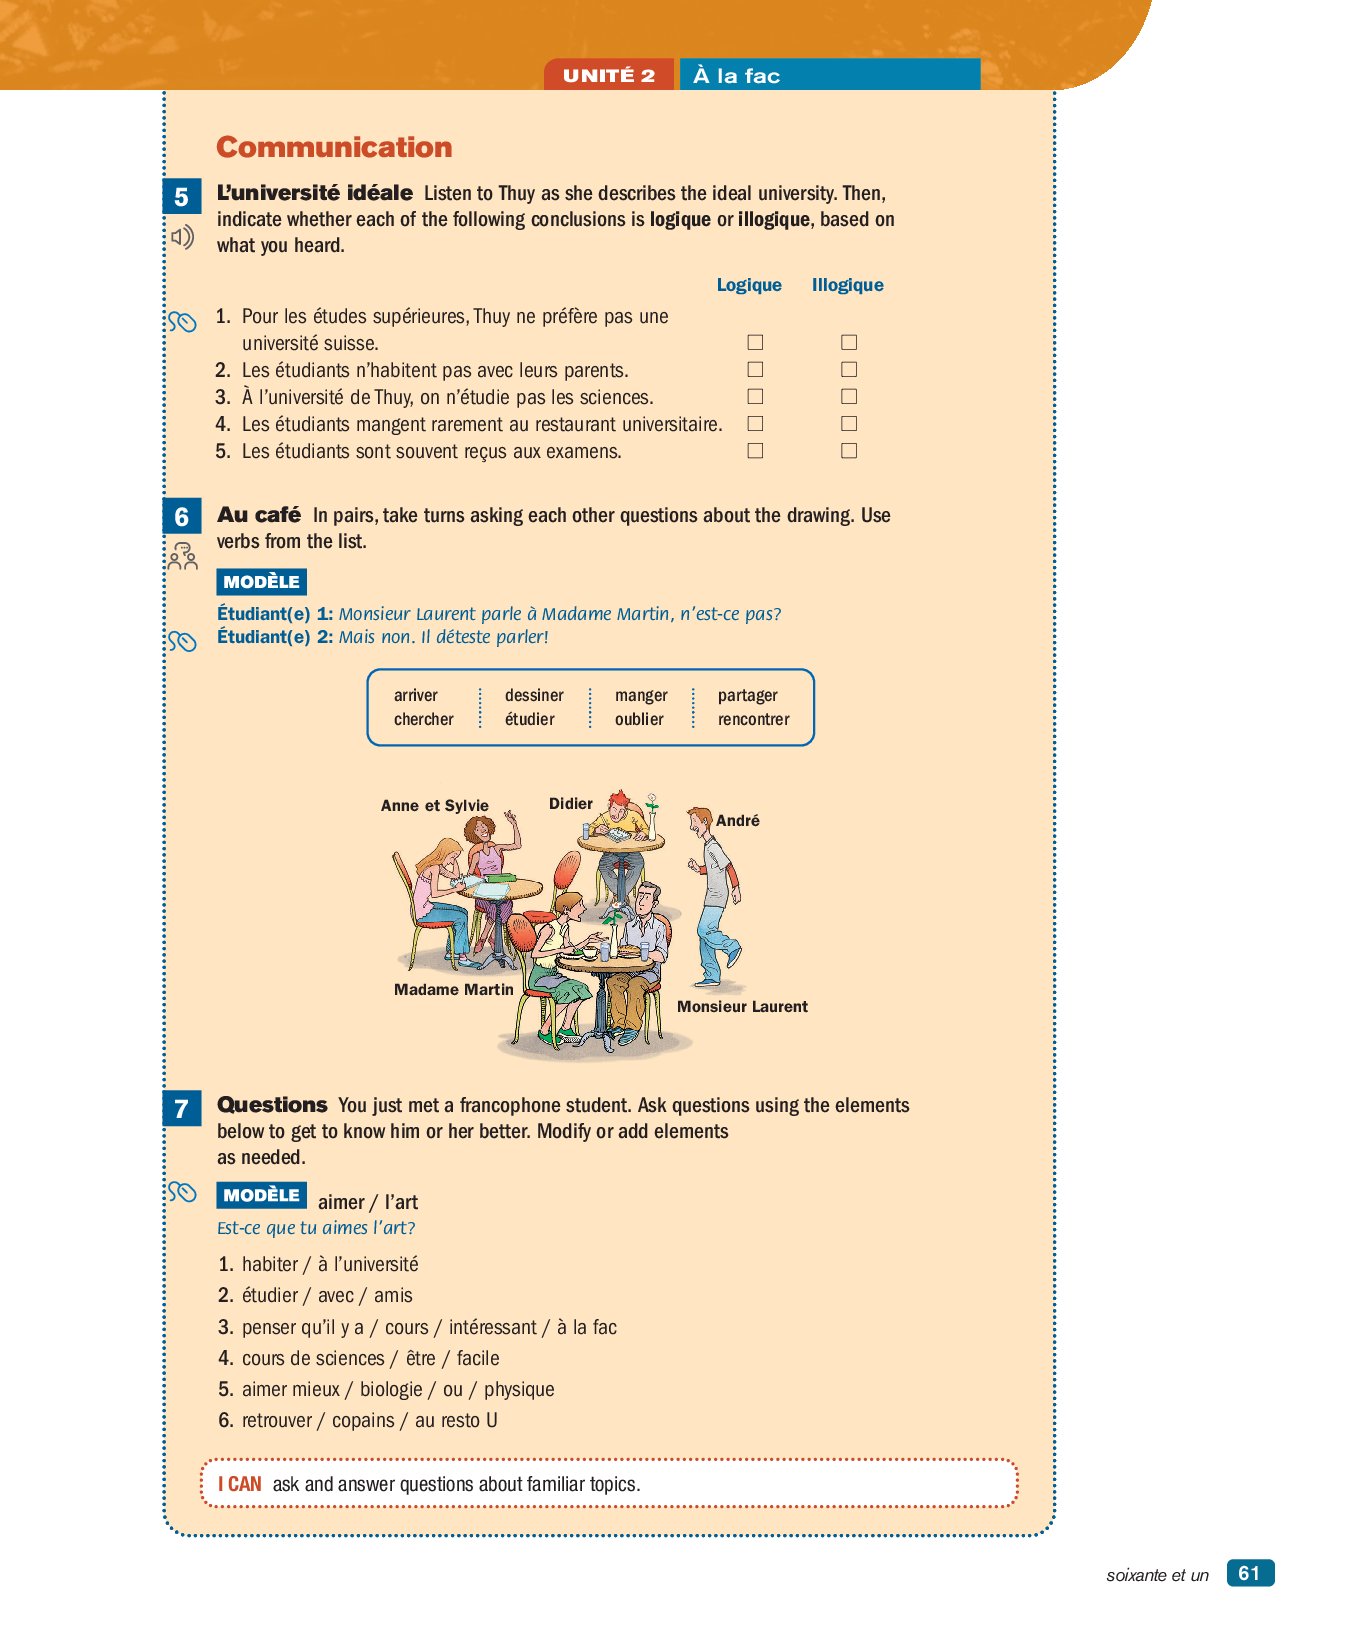 UNITÉ 2 À la fac
Communication
5 L’université idéale Listen to Thuy as she describes the ideal university. Then,
indicate whether each of the following conclusions is logique or illogique, based on
what you heard.
Logique Illogique
1. Pour les études supérieures, Thuy ne préfère pas une
université suisse.
2. Les étudiants n’habitent pas avec leurs parents.
3. À l’université de Thuy, on n’étudie pas les sciences.
4. Les étudiants mangent rarement au restaurant universitaire.
5. Les étudiants sont souvent reçus aux examens.
6 Au café In pairs, take turns asking each other questions about the drawing. Use
verbs from the list.
MODÈLE
Étudiant(e) 1: Monsieur Laurent parle à Madame Martin, n’est-ce pas?
Étudiant(e) 2: Mais non. Il déteste parler!
arriver dessiner manger partager
chercher étudier oublier rencontrer
Anne et Sylvie Didier
André
Madame Martin
Monsieur Laurent
7 Questions You just met a francophone student. Ask questions using the elements
below to get to know him or her better. Modify or add elements
as needed.
MODÈLE aimer / l’art
Est-ce que tu aimes l’art?
1. habiter / à l’université
2. étudier / avec / amis
3. penser qu’il y a / cours / intéressant / à la fac
4. cours de sciences / être / facile
5. aimer mieux / biologie / ou / physique
6. retrouver / copains / au resto U
I CAN ask and answer questions about familiar topics.
soixante et un 61